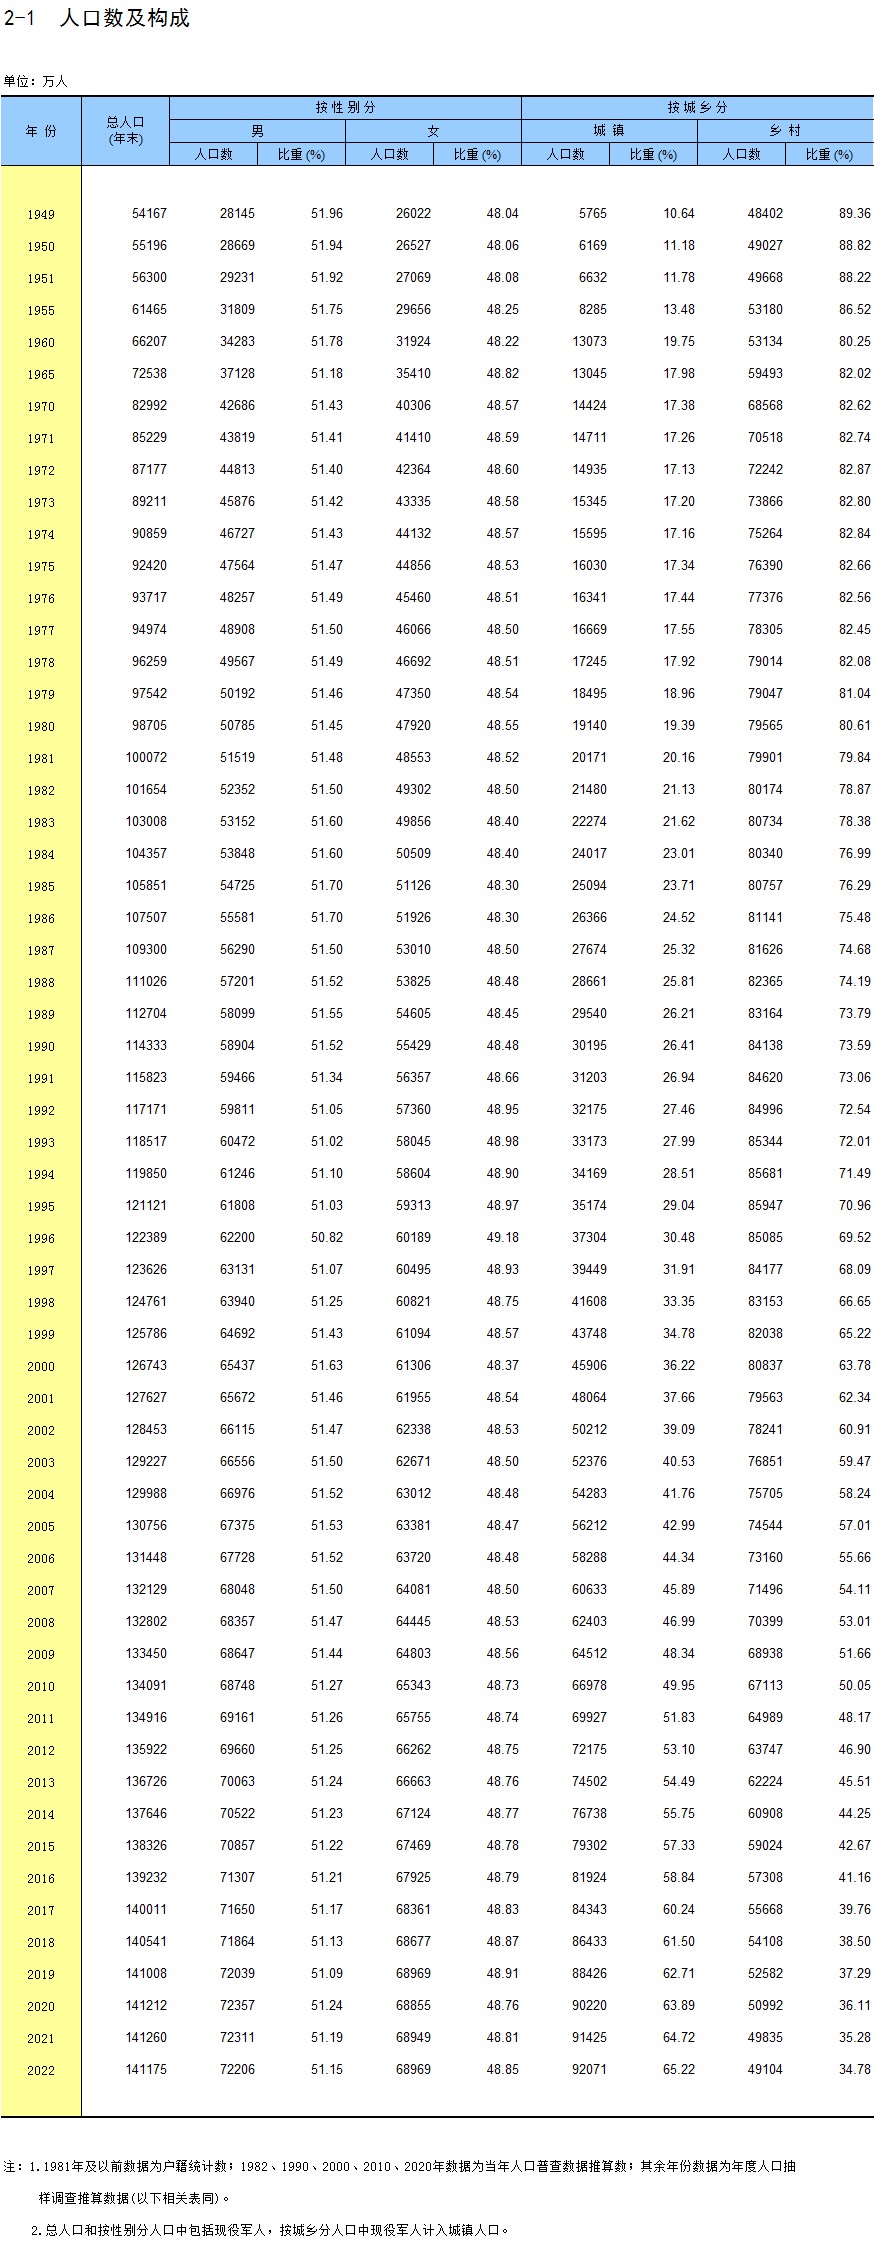 2-1 人口数及构成
单位：万人
年 份 总人口 (年末) 按 性 别 分 按 城 乡 分
男 女 城 镇 乡 村
人口数 比重 (%) 人口数 比重 (%) 人口数 比重 (%) 人口数 比重 (%)
1949 54167 28145 51.96 26022 48.04 5765 10.64 48402 89.36
1950 55196 28669 51.94 26527 48.06 6169 11.18 49027 88.82
1951 56300 29231 51.92 27069 48.08 6632 11.78 49668 88.22
1955 61465 31809 51.75 29656 48.25 8285 13.48 53180 86.52
1960 66207 34283 51.78 31924 48.22 13073 19.75 53134 80.25
1965 72538 37128 51.18 35410 48.82 13045 17.98 59493 82.02
1970 82992 42686 51.43 40306 48.57 14424 17.38 68568 82.62
1971 85229 43819 51.41 41410 48.59 14711 17.26 70518 82.74
1972 87177 44813 51.40 42364 48.60 14935 17.13 72242 82.87
1973 89211 45876 51.42 43335 48.58 15345 17.20 73866 82.80
1974 90859 46727 51.43 44132 48.57 15595 17.16 75264 82.84
1975 92420 47564 51.47 44856 48.53 16030 17.34 76390 82.66
1976 93717 48257 51.49 45460 48.51 16341 17.44 77376 82.56
1977 94974 48908 51.50 46066 48.50 16669 17.55 78305 82.45
1978 96259 49567 51.49 46692 48.51 17245 17.92 79014 82.08
1979 97542 50192 51.46 47350 48.54 18495 18.96 79047 81.04
1980 98705 50785 51.45 47920 48.55 19140 19.39 79565 80.61
1981 100072 51519 51.48 48553 48.52 20171 20.16 79901 79.84
1982 101654 52352 51.50 49302 48.50 21480 21.13 80174 78.87
1983 103008 53152 51.60 49856 48.40 22274 21.62 80734 78.38
1984 104357 53848 51.60 50509 48.40 24017 23.01 80340 76.99
1985 105851 54725 51.70 51126 48.30 25094 23.71 80757 76.29
1986 107507 55581 51.70 51926 48.30 26366 24.52 81141 75.48
1987 109300 56290 51.50 53010 48.50 27674 25.32 81626 74.68
1988 111026 57201 51.52 53825 48.48 28661 25.81 82365 74.19
1989 112704 58099 51.55 54605 48.45 29540 26.21 83164 73.79
1990 114333 58904 51.52 55429 48.48 30195 26.41 84138 73.59
1991 115823 59466 51.34 56357 48.66 31203 26.94 84620 73.06
1992 117171 59811 51.05 57360 48.95 32175 27.46 84996 72.54
1993 118517 60472 51.02 58045 48.98 33173 27.99 85344 72.01
1994 119850 61246 51.10 58604 48.90 34169 28.51 85681 71.49
1995 121121 61808 51.03 59313 48.97 35174 29.04 85947 70.96
1996 122389 62200 50.82 60189 49.18 37304 30.48 85085 69.52
1997 123626 63131 51.07 60495 48.93 39449 31.91 84177 68.09
1998 124761 63940 51.25 60821 48.75 41608 33.35 83153 66.65
1999 125786 64692 51.43 61094 48.57 43748 34.78 82038 65.22
2000 126743 65437 51.63 61306 48.37 45906 36.22 80837 63.78
2001 127627 65672 51.46 61955 48.54 48064 37.66 79563 62.34
2002 128453 66115 51.47 62338 48.53 50212 39.09 78241 60.91
2003 129227 66556 51.50 62671 48.50 52376 40.53 76851 59.47
2004 129988 66976 51.52 63012 48.48 54283 41.76 75705 58.24
2005 130756 67375 51.53 63381 48.47 56212 42.99 74544 57.01
2006 131448 67728 51.52 63720 48.48 58288 44.34 73160 55.66
2007 132129 68048 51.50 64081 48.50 60633 45.89 71496 54.11
2008 132802 68357 51.47 64445 48.53 62403 46.99 70399 53.01
2009 133450 68647 51.44 64803 48.56 64512 48.34 68938 51.66
2010 134091 68748 51.27 65343 48.73 66978 49.95 67113 50.05
2011 134916 69161 51.26 65755 48.74 69927 51.83 64989 48.17
2012 135922 69660 51.25 66262 48.75 72175 53.10 63747 46.90
2013 136726 70063 51.24 66663 48.76 74502 54.49 62224 45.51
2014 137646 70522 51.23 67124 48.77 76738 55.75 60908 44.25
2015 138326 70857 51.22 67469 48.78 79302 57.33 59024 42.67
2016 139232 71307 51.21 67925 48.79 81924 58.84 57308 41.16
2017 140011 71650 51.17 68361 48.83 84343 60.24 55668 39.76
2018 140541 71864 51.13 68677 48.87 86433 61.50 54108 38.50
2019 141008 72039 51.09 68969 48.91 88426 62.71 52582 37.29
2020 141212 72357 51.24 68855 48.76 90220 63.89 50992 36.11
2021 141260 72311 51.19 68949 48.81 91425 64.72 49835 35.28
2022 141175 72206 51.15 68969 48.85 92071 65.22 49104 34.78
注：1.1981年及以前数据为户籍统计数；1982、1990、2000、2010、2020年数据为当年人口普查数据推算数；其余年份数据为年度人口抽
样调查推算数据(以下相关表同)。
2.总人口和按性别分人口中包括现役军人，按城乡分人口中现役军人计入城镇人口。